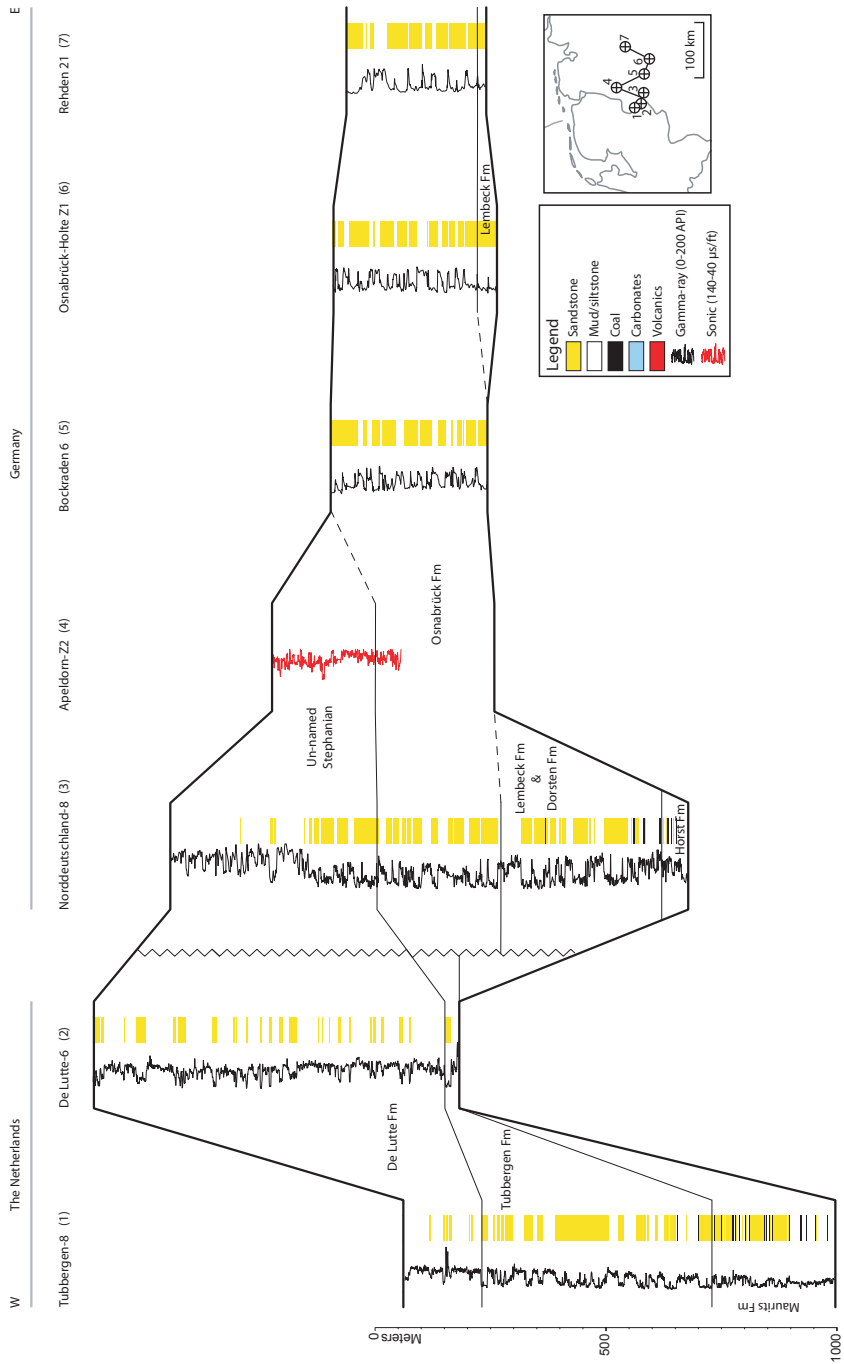 W
The Netherlands
Germany
E
Tubbergen-8 (1)
De Lutte-6 (2)
Norddeutschland-8 (3)
Apeldorn-Z2 (4)
Bockraden 6 (5)
Osnabrück-Holte Z1 (6)
Rehden 21 (7)
0
Meters
500
1000
De Lutte Fm
Tubbergen Fm
Maurits Fm
Un-named
Stephanian
Osnabrück Fm
Lembeck Fm
&
Dorsten Fm
Horst Fm
Lembeck Fm
Legend
Sandstone
Mud/siltstone
Coal
Carbonates
Volcanics
Gamma-ray (0-200 API)
Sonic (140-40 µs/ft)
1
2
3
4
5
6
7
100 km